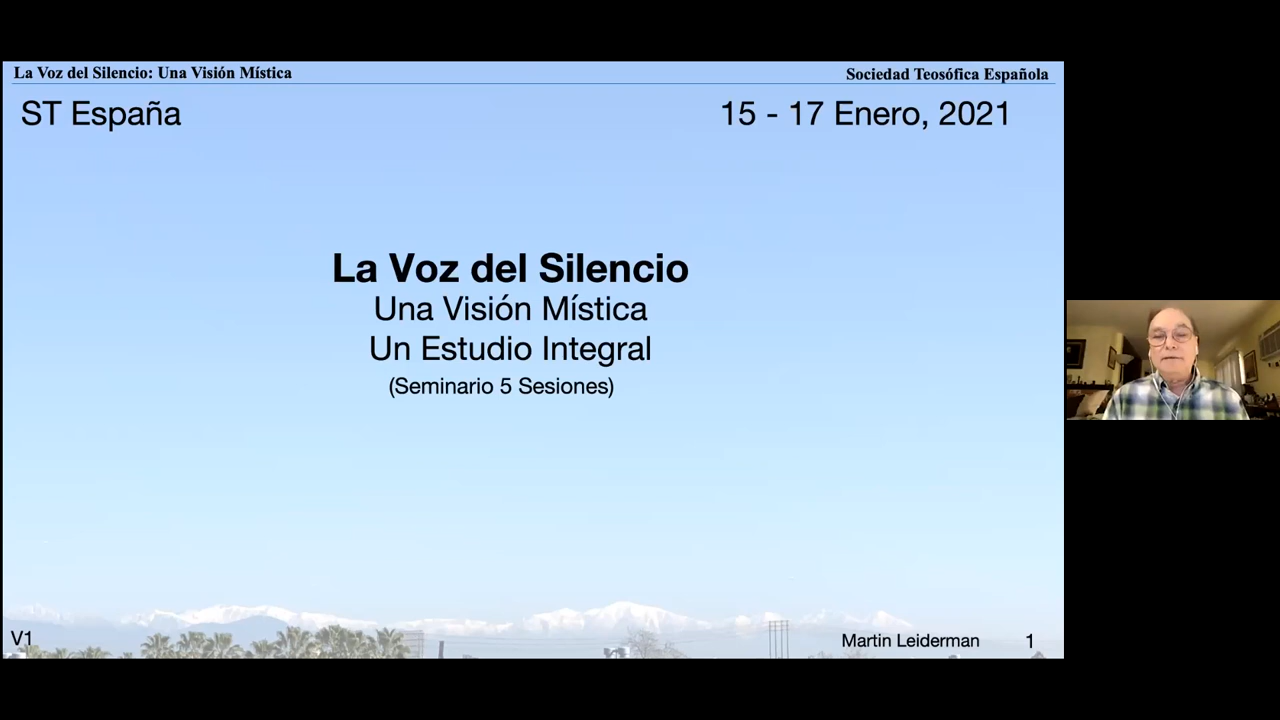 La Voz del Silencio: Una Visión Mística
Sociedad Teosófica Española
ST España
15 - 17 Enero, 2021
La Voz del Silencio
Una Visión Mística
Un Estudio Integral
(Seminario 5 Sesiones)
V1
Martin Leiderman
1